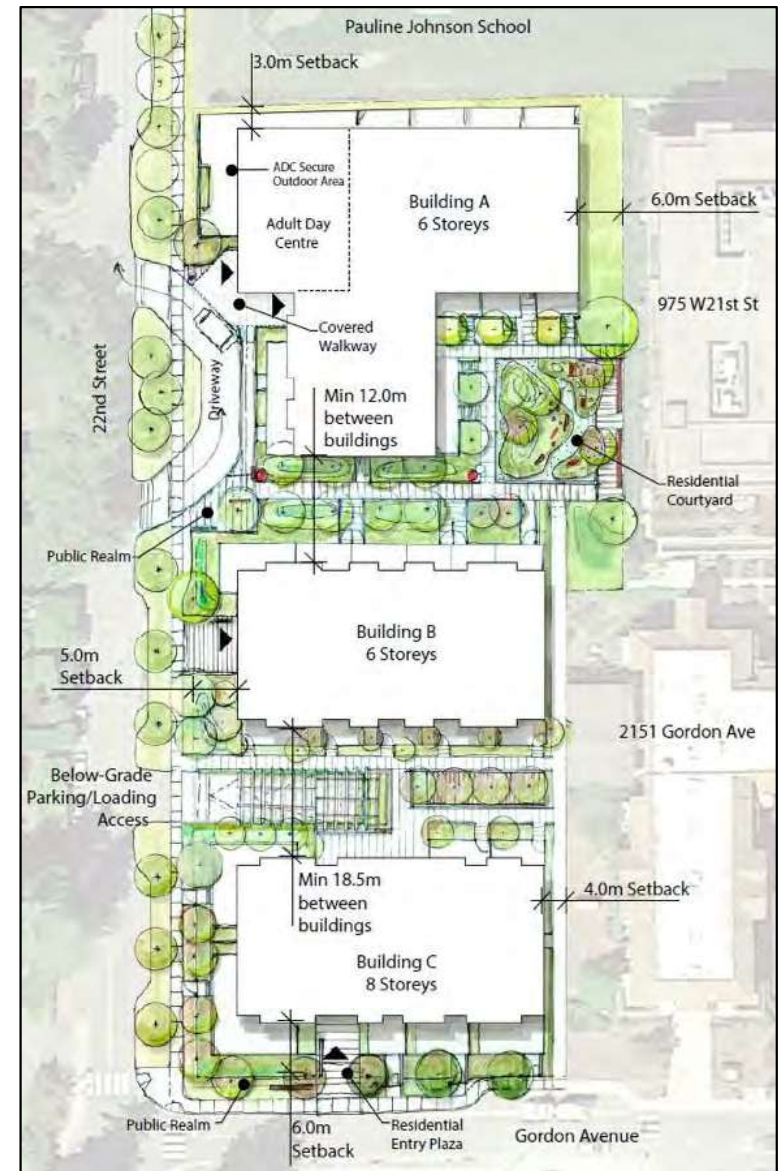 Pauline Johnson School
3.0m Setback
ADC Secure
Outdoor Area
Building A
6 Storeys
6.0m Setback
Adult Day
Centre
975 W21st St
Covered
Walkway
22nd Street
Driveway
Min 12.0m
between
buildings
Residential
Courtyard
Public Realm
Building B
6 Storeys
5.0m
Setback
2151 Gordon Ave
Below-Grade
Parking/Loading
Access
Min 18.5m
between
buildings
4.0m Setback
Building C
8 Storeys
Public Realm
6.0m
Setback
Residential
Entry Plaza
Gordon Avenue